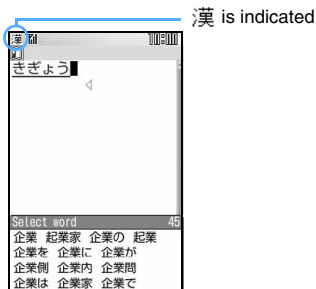 漢 is indicated
漢 10:00
きぎょう
Select word 45
企業 起業家 企業の 起業
企業を 企業に 企業が
企業側 企業内 企業問
企業は 企業家 企業で